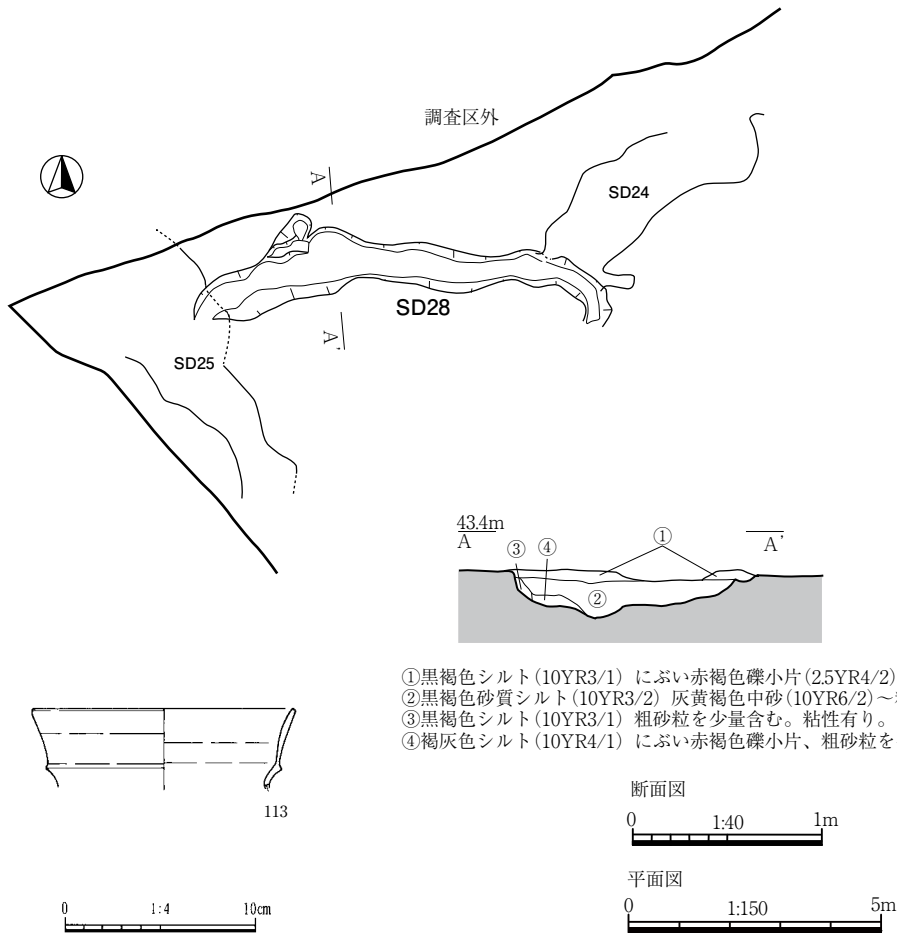 調査区外
A
SD24
SD28
A'
SD25
43.4m
A
③ ④
①
A'
②
①黒褐色シルト(10YR3/1) にぶい赤褐色礫小片(2.5YR4/2)
②黒褐色砂質シルト(10YR3/2) 灰黄褐色中砂(10YR6/2)～
③黒褐色シルト(10YR3/1) 粗砂粒を少量含む。粘性有り。
④褐灰色シルト(10YR4/1) にぶい赤褐色礫小片、粗砂粒を
113
断面図
0 1:40 1m
平面図
0 1:150 5m
0 1:4 10cm